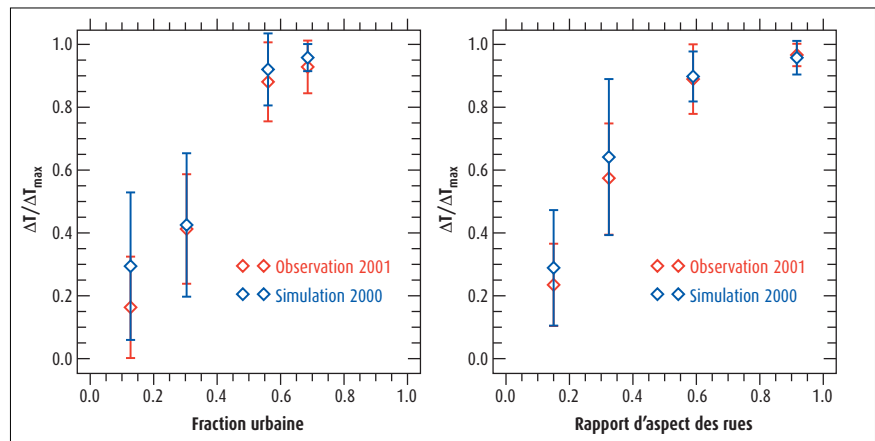 1.0
0.8
0.6
0.4
0.2
0.0
ΔT/ΔTmax
Observation 2001
Simulation 2000
0.0 0.2 0.4 0.6 0.8 1.0
Fraction urbaine
1.0
0.8
0.6
0.4
0.2
0.0
ΔT/ΔTmax
Observation 2001
Simulation 2000
0.0 0.2 0.4 0.6 0.8 1.0
Rapport d'aspect des rues